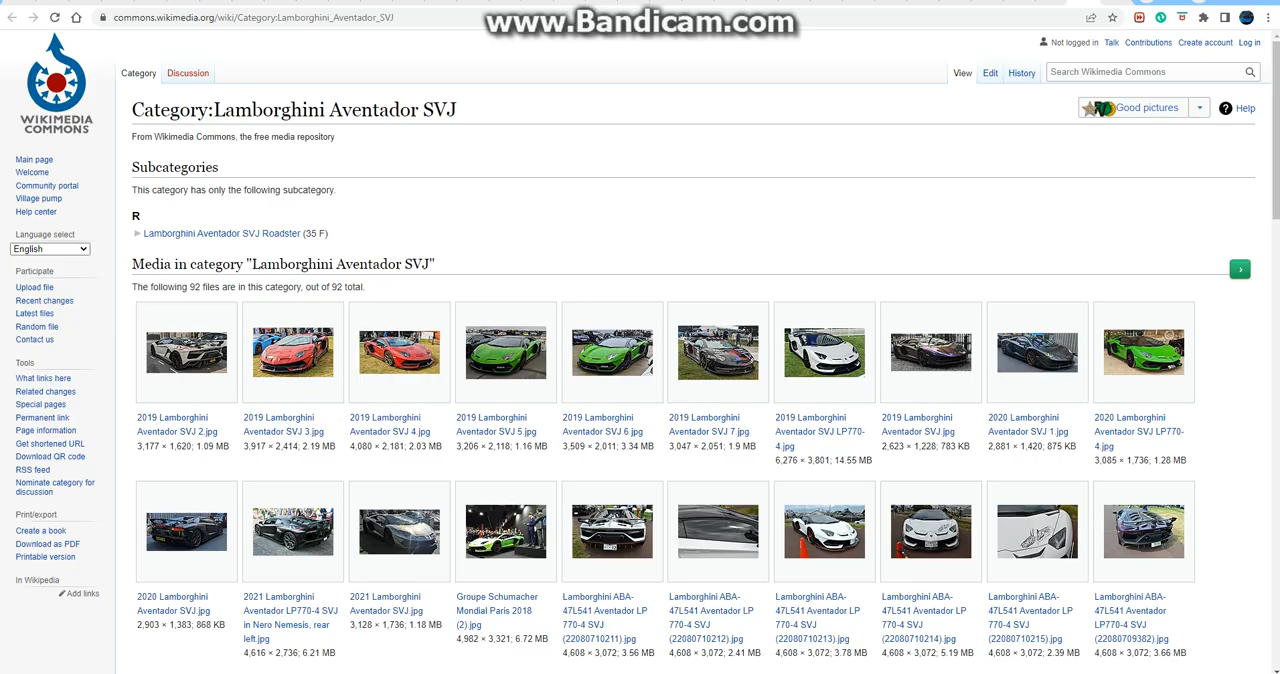 commons.wikimedia.org/wiki/Category:Lamborghini_Aventador_SVJ
www.Bandicam.com
Not logged in Talk Contributions Create account Log in
Category Discussion View Edit History Search Wikimedia Commons
WIKIMEDIA
COMMONS
Category:Lamborghini Aventador SVJ
Good pictures Help
From Wikimedia Commons, the free media repository
Main page
Welcome
Community portal
Village pump
Help center
Language select
English
Participate
Upload file
Recent changes
Latest files
Random file
Contact us
Tools
What links here
Related changes
Special pages
Permanent link
Page information
Get shortened URL
Download QR code
RSS feed
Nominate category for
discussion
Print/export
Create a book
Download as PDF
Printable version
In Wikipedia
Add links
Subcategories
This category has only the following subcategory.
R
Lamborghini Aventador SVJ Roadster (35 F)
Media in category "Lamborghini Aventador SVJ"
The following 92 files are in this category, out of 92 total.
2019 Lamborghini
Aventador SVJ 2.jpg
3,177 × 1,620; 1.09 MB
2019 Lamborghini
Aventador SVJ 3.jpg
3,917 × 2,414; 2.19 MB
2019 Lamborghini
Aventador SVJ 4.jpg
4,080 × 2,181; 2.03 MB
2019 Lamborghini
Aventador SVJ 5.jpg
3,206 × 2,118; 1.16 MB
2019 Lamborghini
Aventador SVJ 6.jpg
3,509 × 2,011; 3.34 MB
2019 Lamborghini
Aventador SVJ 7.jpg
3,047 × 2,051; 1.9 MB
2019 Lamborghini
Aventador SVJ LP770-
4.jpg
6,276 × 3,801; 14.55 MB
2019 Lamborghini
Aventador SVJ.jpg
2,623 × 1,228; 783 KB
2020 Lamborghini
Aventador SVJ 1.jpg
2,881 × 1,420; 875 KB
2020 Lamborghini
Aventador SVJ LP770-
4.jpg
3,085 × 1,736; 1.28 MB
2020 Lamborghini
Aventador SVJ.jpg
2,903 × 1,383; 868 KB
2021 Lamborghini
Aventador LP770-4 SVJ
in Nero Nemesis, rear
left.jpg
4,616 × 2,736; 6.21 MB
2021 Lamborghini
Aventador SVJ.jpg
3,128 × 1,736; 1.18 MB
Groupe Schumacher
Mondial Paris 2018
(2).jpg
4,982 × 3,321; 6.72 MB
Lamborghini ABA-
47L541 Aventador LP
770-4 SVJ
(22080710211).jpg
4,608 × 3,072; 3.56 MB
Lamborghini ABA-
47L541 Aventador LP
770-4 SVJ
(22080710212).jpg
4,608 × 3,072; 2.41 MB
Lamborghini ABA-
47L541 Aventador LP
770-4 SVJ
(22080710213).jpg
4,608 × 3,072; 3.78 MB
Lamborghini ABA-
47L541 Aventador LP
770-4 SVJ
(22080710214).jpg
4,608 × 3,072; 5.19 MB
Lamborghini ABA-
47L541 Aventador LP
770-4 SVJ
(22080710215).jpg
4,608 × 3,072; 2.39 MB
Lamborghini ABA-
47L541 Aventador
LP770-4 SVJ
(22080709382).jpg
4,608 × 3,072; 3.66 MB